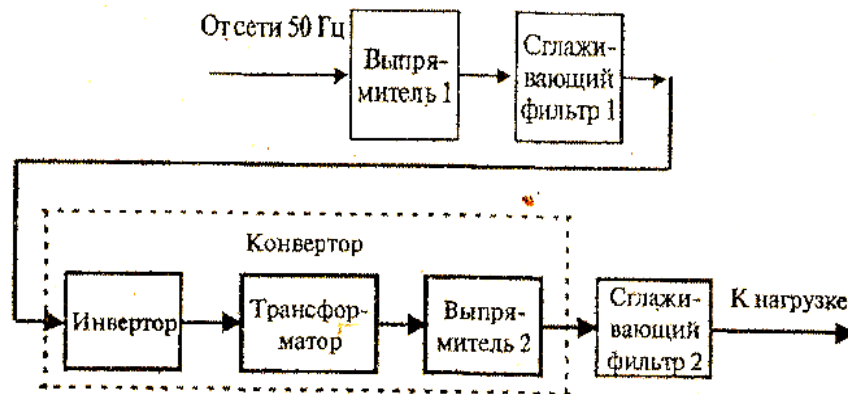 От сети 50 Гц
Выпря-
митель 1
Сглажи-
вающий
фильтр 1
Конвертор
Инвертор
Трансфор-
матор
Выпря-
митель 2
Сглажи-
вающий
фильтр 2
К нагрузке